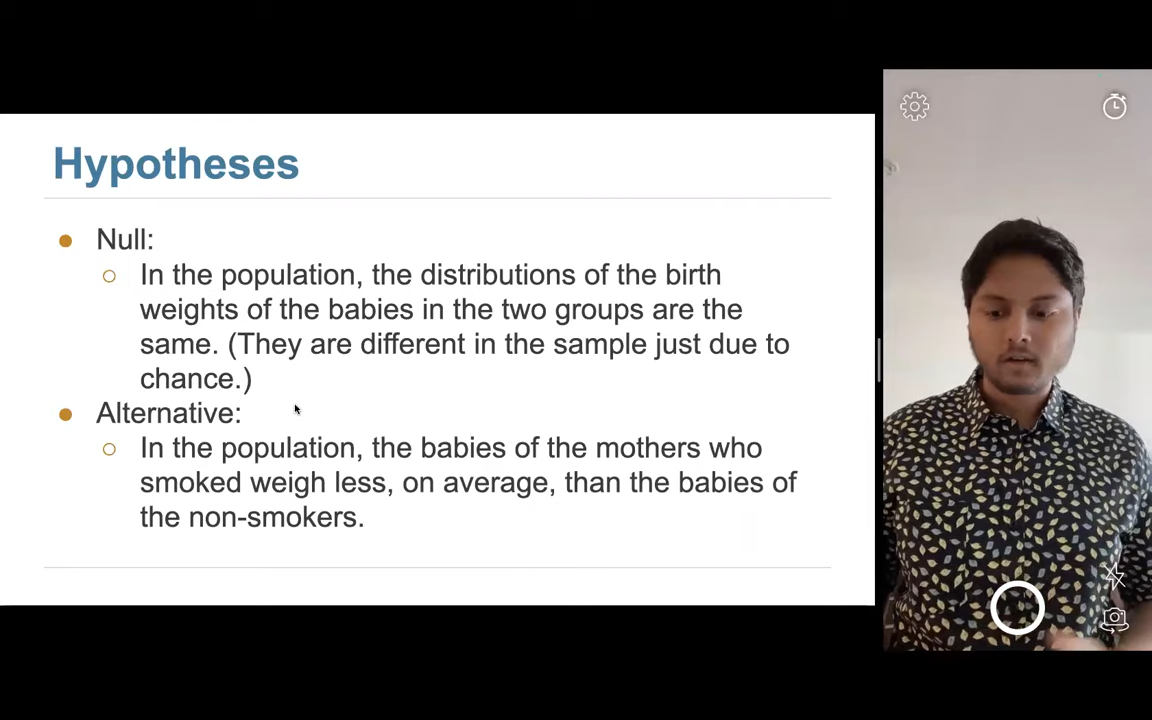 Hypotheses
● Null:
○ In the population, the distributions of the birth
weights of the babies in the two groups are the
same. (They are different in the sample just due to
chance.)
● Alternative:
○ In the population, the babies of the mothers who
smoked weigh less, on average, than the babies of
the non-smokers.